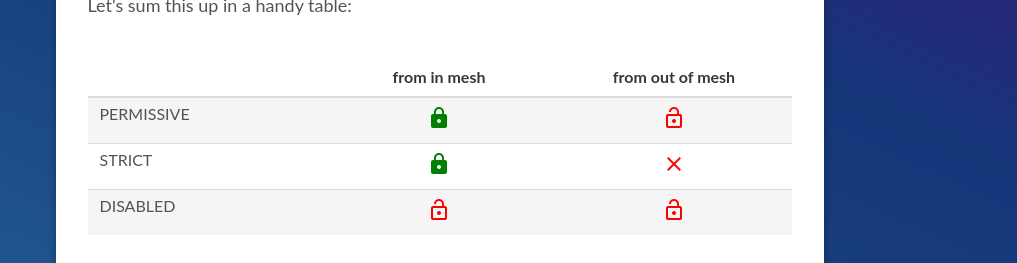 Let's sum this up in a handy table:
from in mesh from out of mesh
PERMISSIVE
STRICT
DISABLED